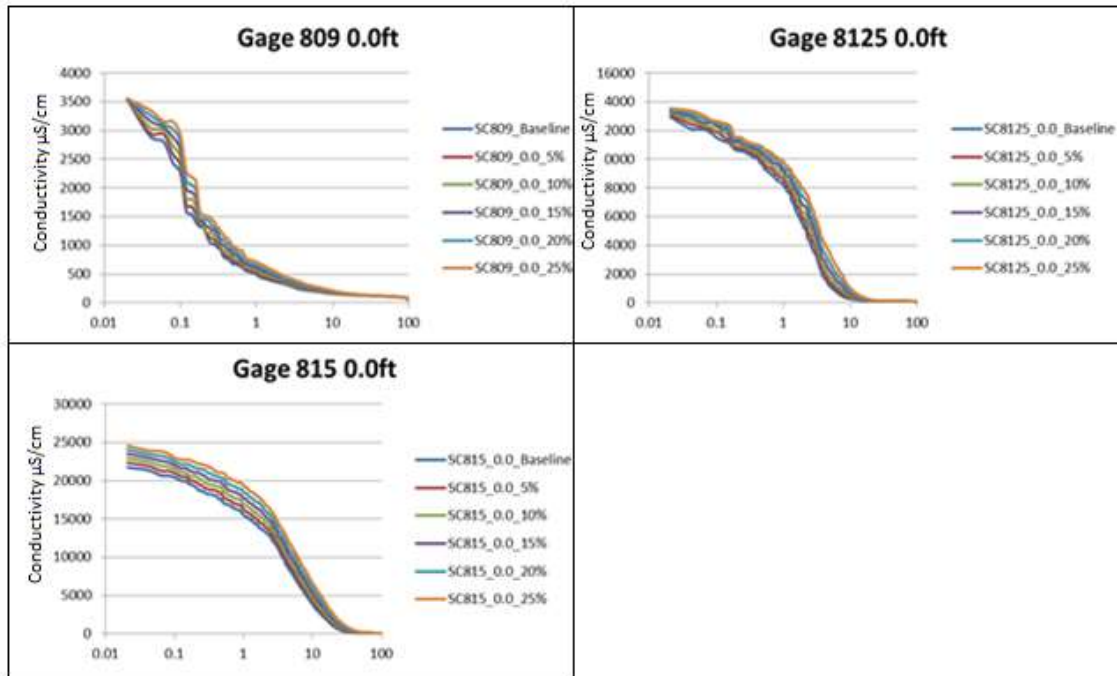 Gage 809 0.0ft
Conductivity µS/cm
4000
3500
3000
2500
2000
1500
1000
500
0
0.01 0.1 1 10 100
SC809_Baseline
SC809_0.0_5%
SC809_0.0_10%
SC809_0.0_15%
SC809_0.0_20%
SC809_0.0_25%
Gage 8125 0.0ft
Conductivity µS/cm
16000
4000
2000
0000
8000
6000
4000
2000
0
0.01 0.1 1 10 100
SC8125_0.0_Baseline
SC8125_0.0_5%
SC8125_0.0_10%
SC8125_0.0_15%
SC8125_0.0_20%
SC8125_0.0_25%
Gage 815 0.0ft
Conductivity µS/cm
30000
25000
20000
15000
10000
5000
0
0.01 0.1 1 10 100
SC815_0.0_Baseline
SC815_0.0_5%
SC815_0.0_10%
SC815_0.0_15%
SC815_0.0_20%
SC815_0.0_25%